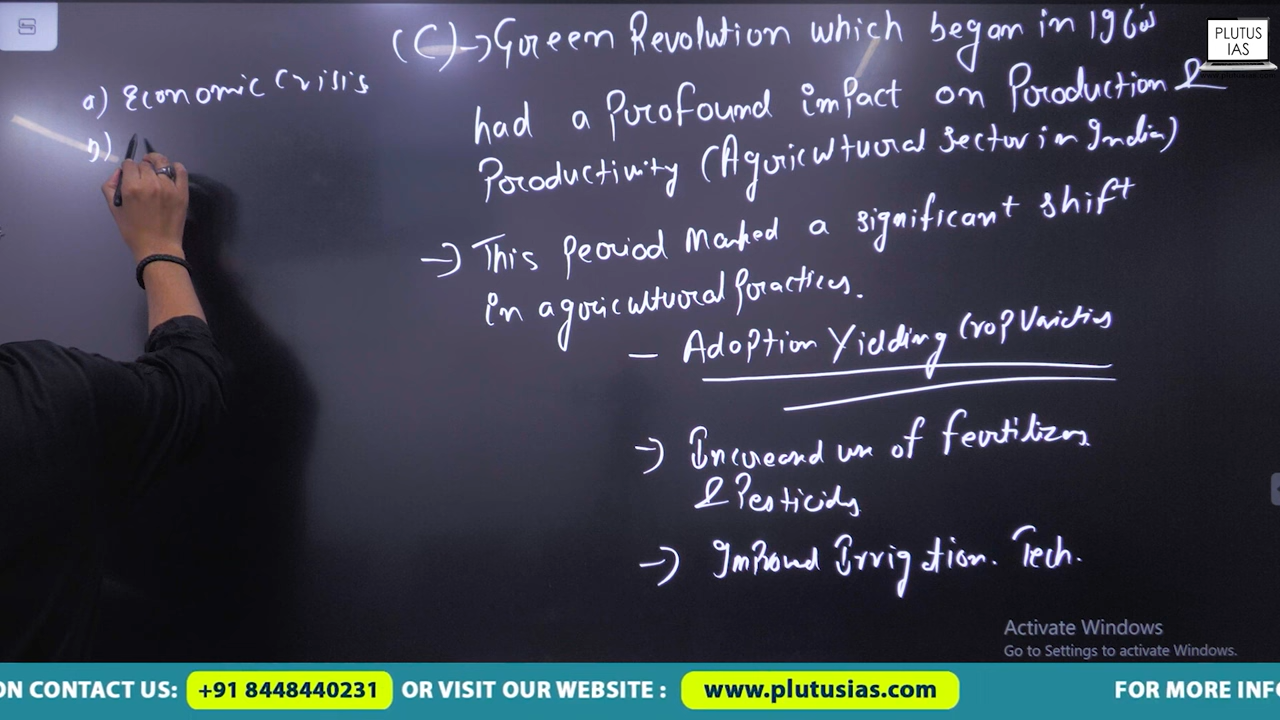 PLUTUS
IAS
www.plutusias.com
a) Economic Crisis
b)
(C) → Green Revolution which began in 1960s
had a Profound impact on Production &
Productivity (Agricultural Sector in India)
→ This period Marked a significant shift
in agricultural practices.
— Adoption Yielding Crop Varieties
→ Increased use of fertilizers
& Pesticides
→ Improved Irrigation. Tech.
Activate Windows
Go to Settings to activate Windows.
ON CONTACT US: +91 8448440231 OR VISIT OUR WEBSITE : www.plutusias.com FOR MORE INFO